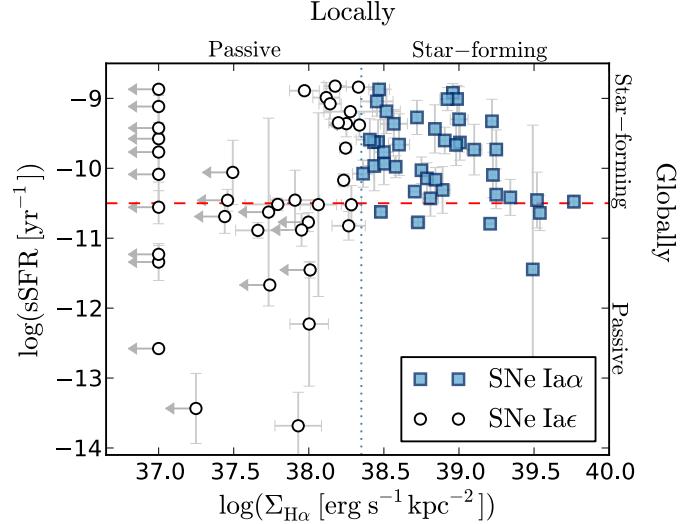 Locally
Passive
Star−forming
−9
−10
−11
−12
−13
−14
log(sSFR [yr⁻¹])
Star−forming
Passive
Globally
SNe Iaα
SNe Iaϵ
37.0 37.5 38.0 38.5 39.0 39.5 40.0
log(Σ_Hα [erg s⁻¹ kpc⁻²])